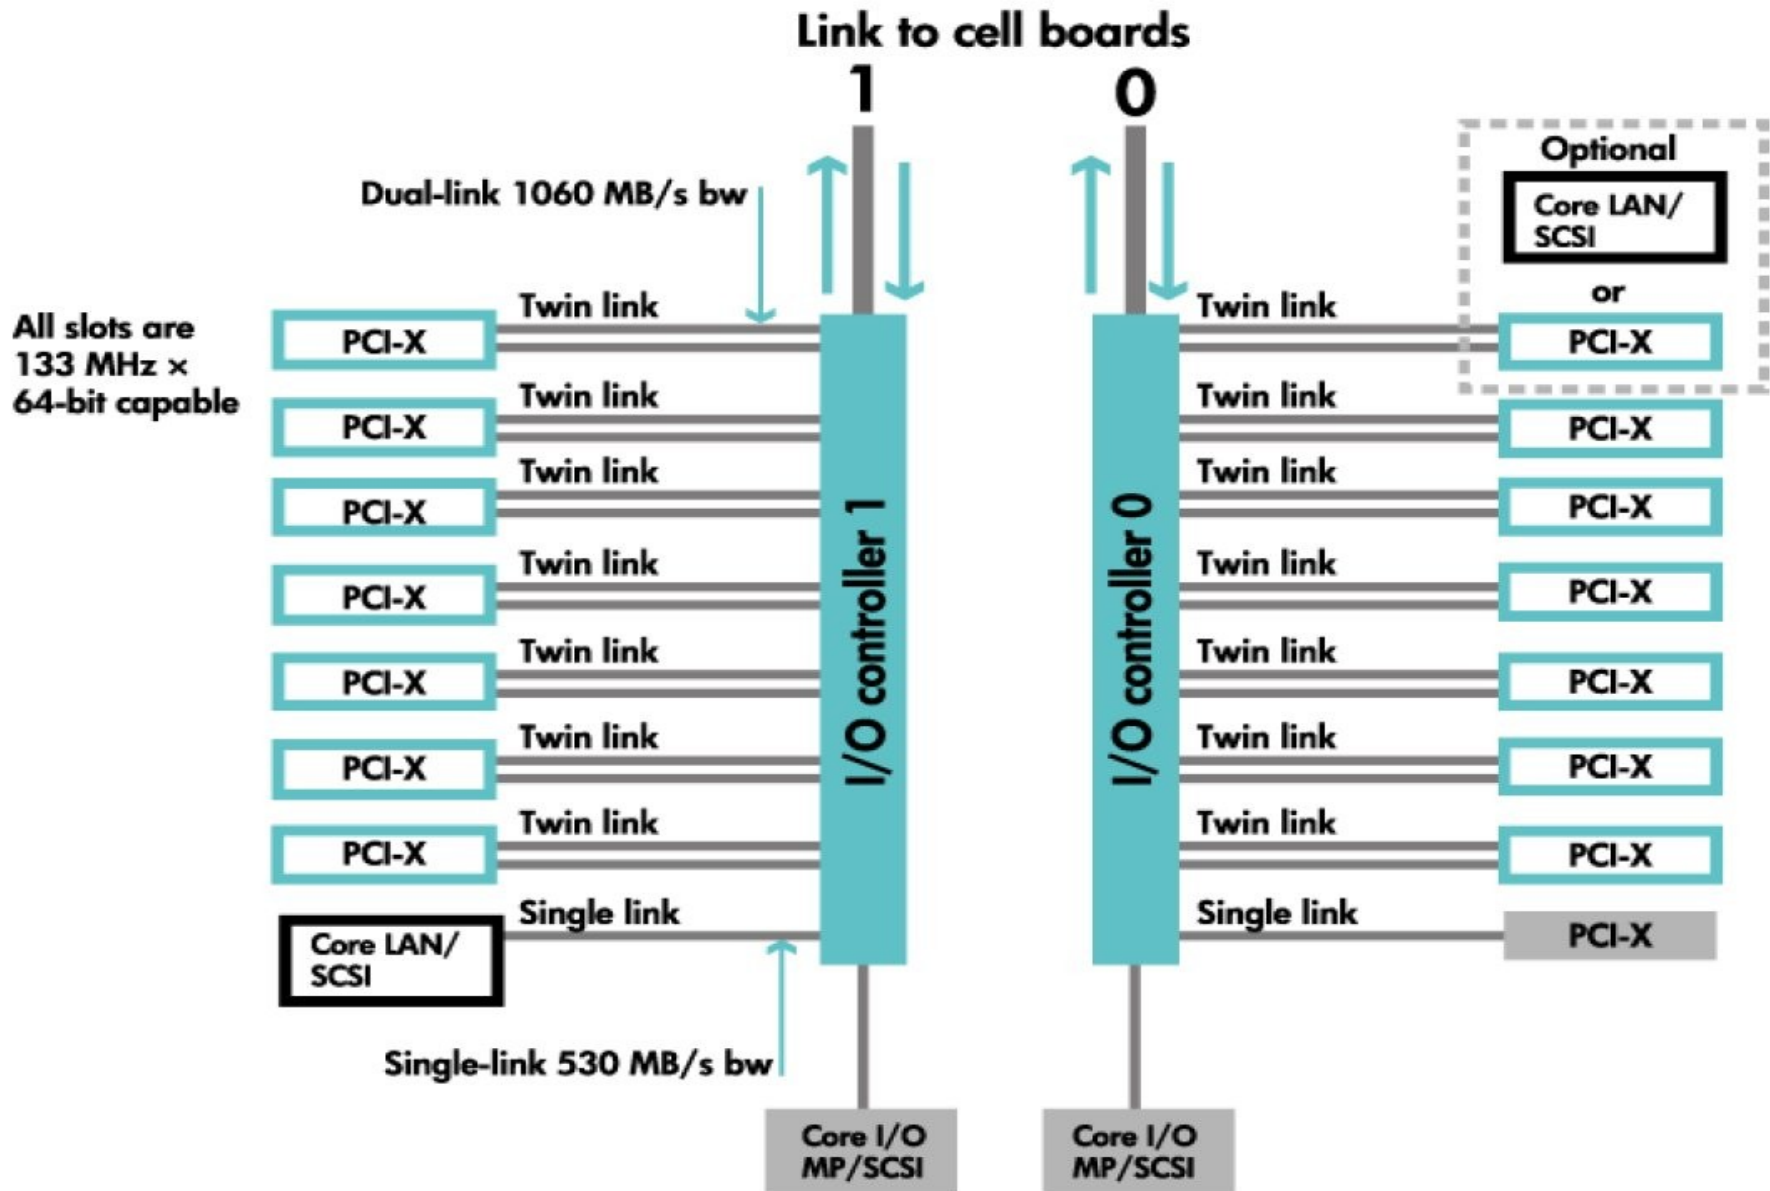 Link to cell boards
1
0
Optional
Core LAN/
SCSI
or
Dual-link 1060 MB/s bw
All slots are
133 MHz ×
64-bit capable
PCI-X
Twin link
Twin link
PCI-X
PCI-X
Twin link
Twin link
PCI-X
PCI-X
Twin link
Twin link
PCI-X
PCI-X
Twin link
Twin link
PCI-X
PCI-X
Twin link
Twin link
PCI-X
PCI-X
Twin link
Twin link
PCI-X
PCI-X
Twin link
Twin link
PCI-X
I/O controller 1
I/O controller 0
Core LAN/
SCSI
Single link
Single link
PCI-X
Single-link 530 MB/s bw
Core I/O
MP/SCSI
Core I/O
MP/SCSI